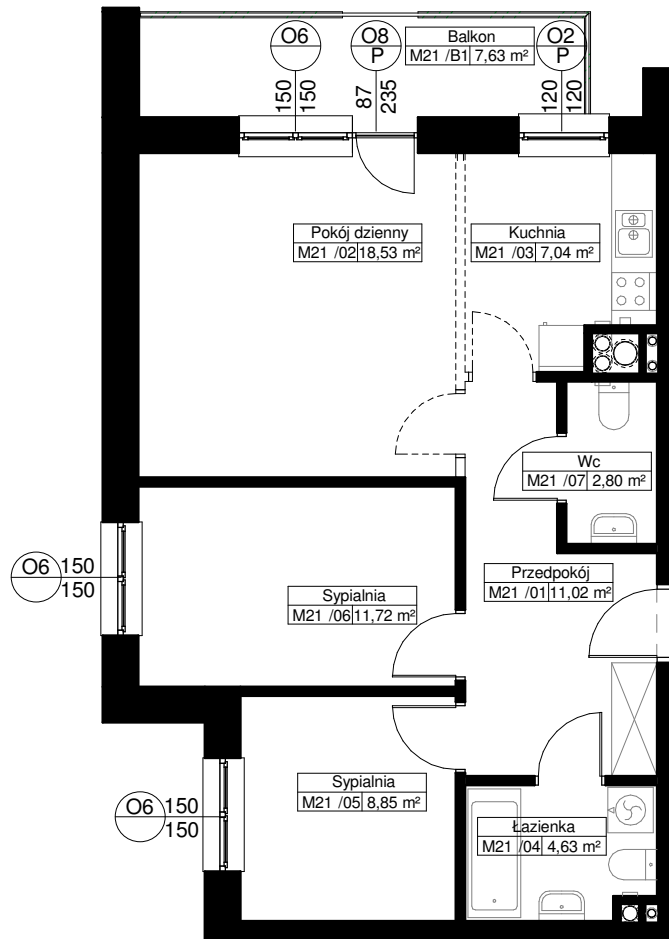 O6
O8
P
Balkon
M21 /B1 7,63 m²
O2
P
150
150
87
235
120
120
Pokój dzienny
M21 /02 18,53 m²
Kuchnia
M21 /03 7,04 m²
Wc
M21 /07 2,80 m²
O6 150
150
Sypialnia
M21 /06 11,72 m²
Przedpokój
M21 /01 11,02 m²
Sypialnia
M21 /05 8,85 m²
O6 150
150
Łazienka
M21 /04 4,63 m²